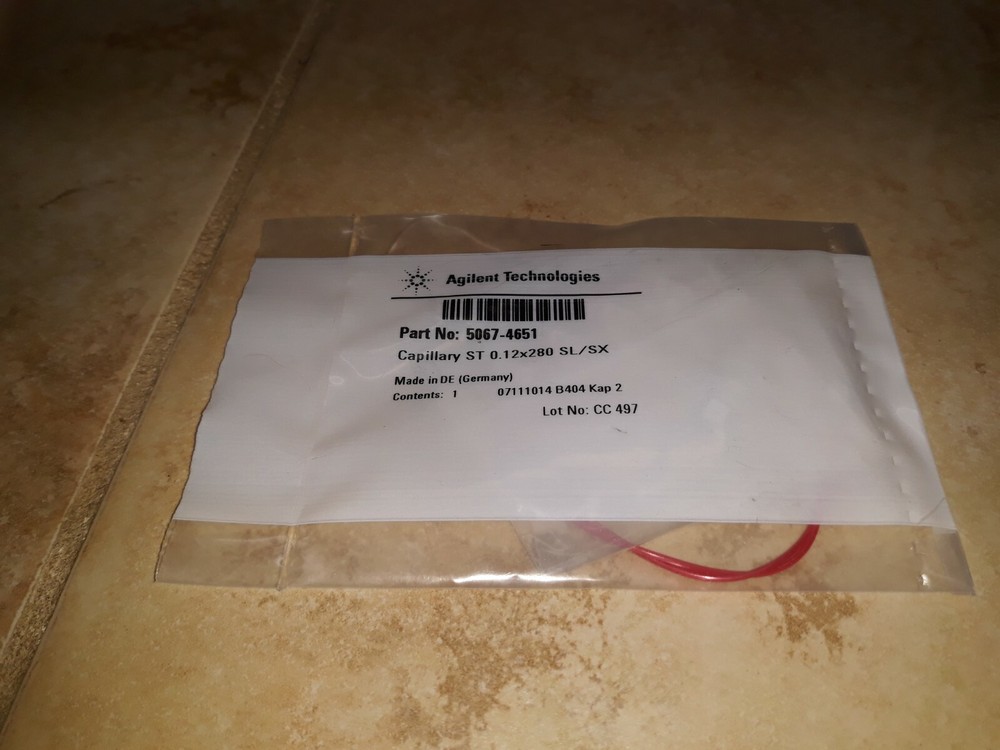 Agilent Technologies
Part No: 5067-4651
Capillary ST 0.12x280 SL/SX
Made in DE (Germany)
Contents: 1 07111014 B404 Kap 2
Lot No: CC 497